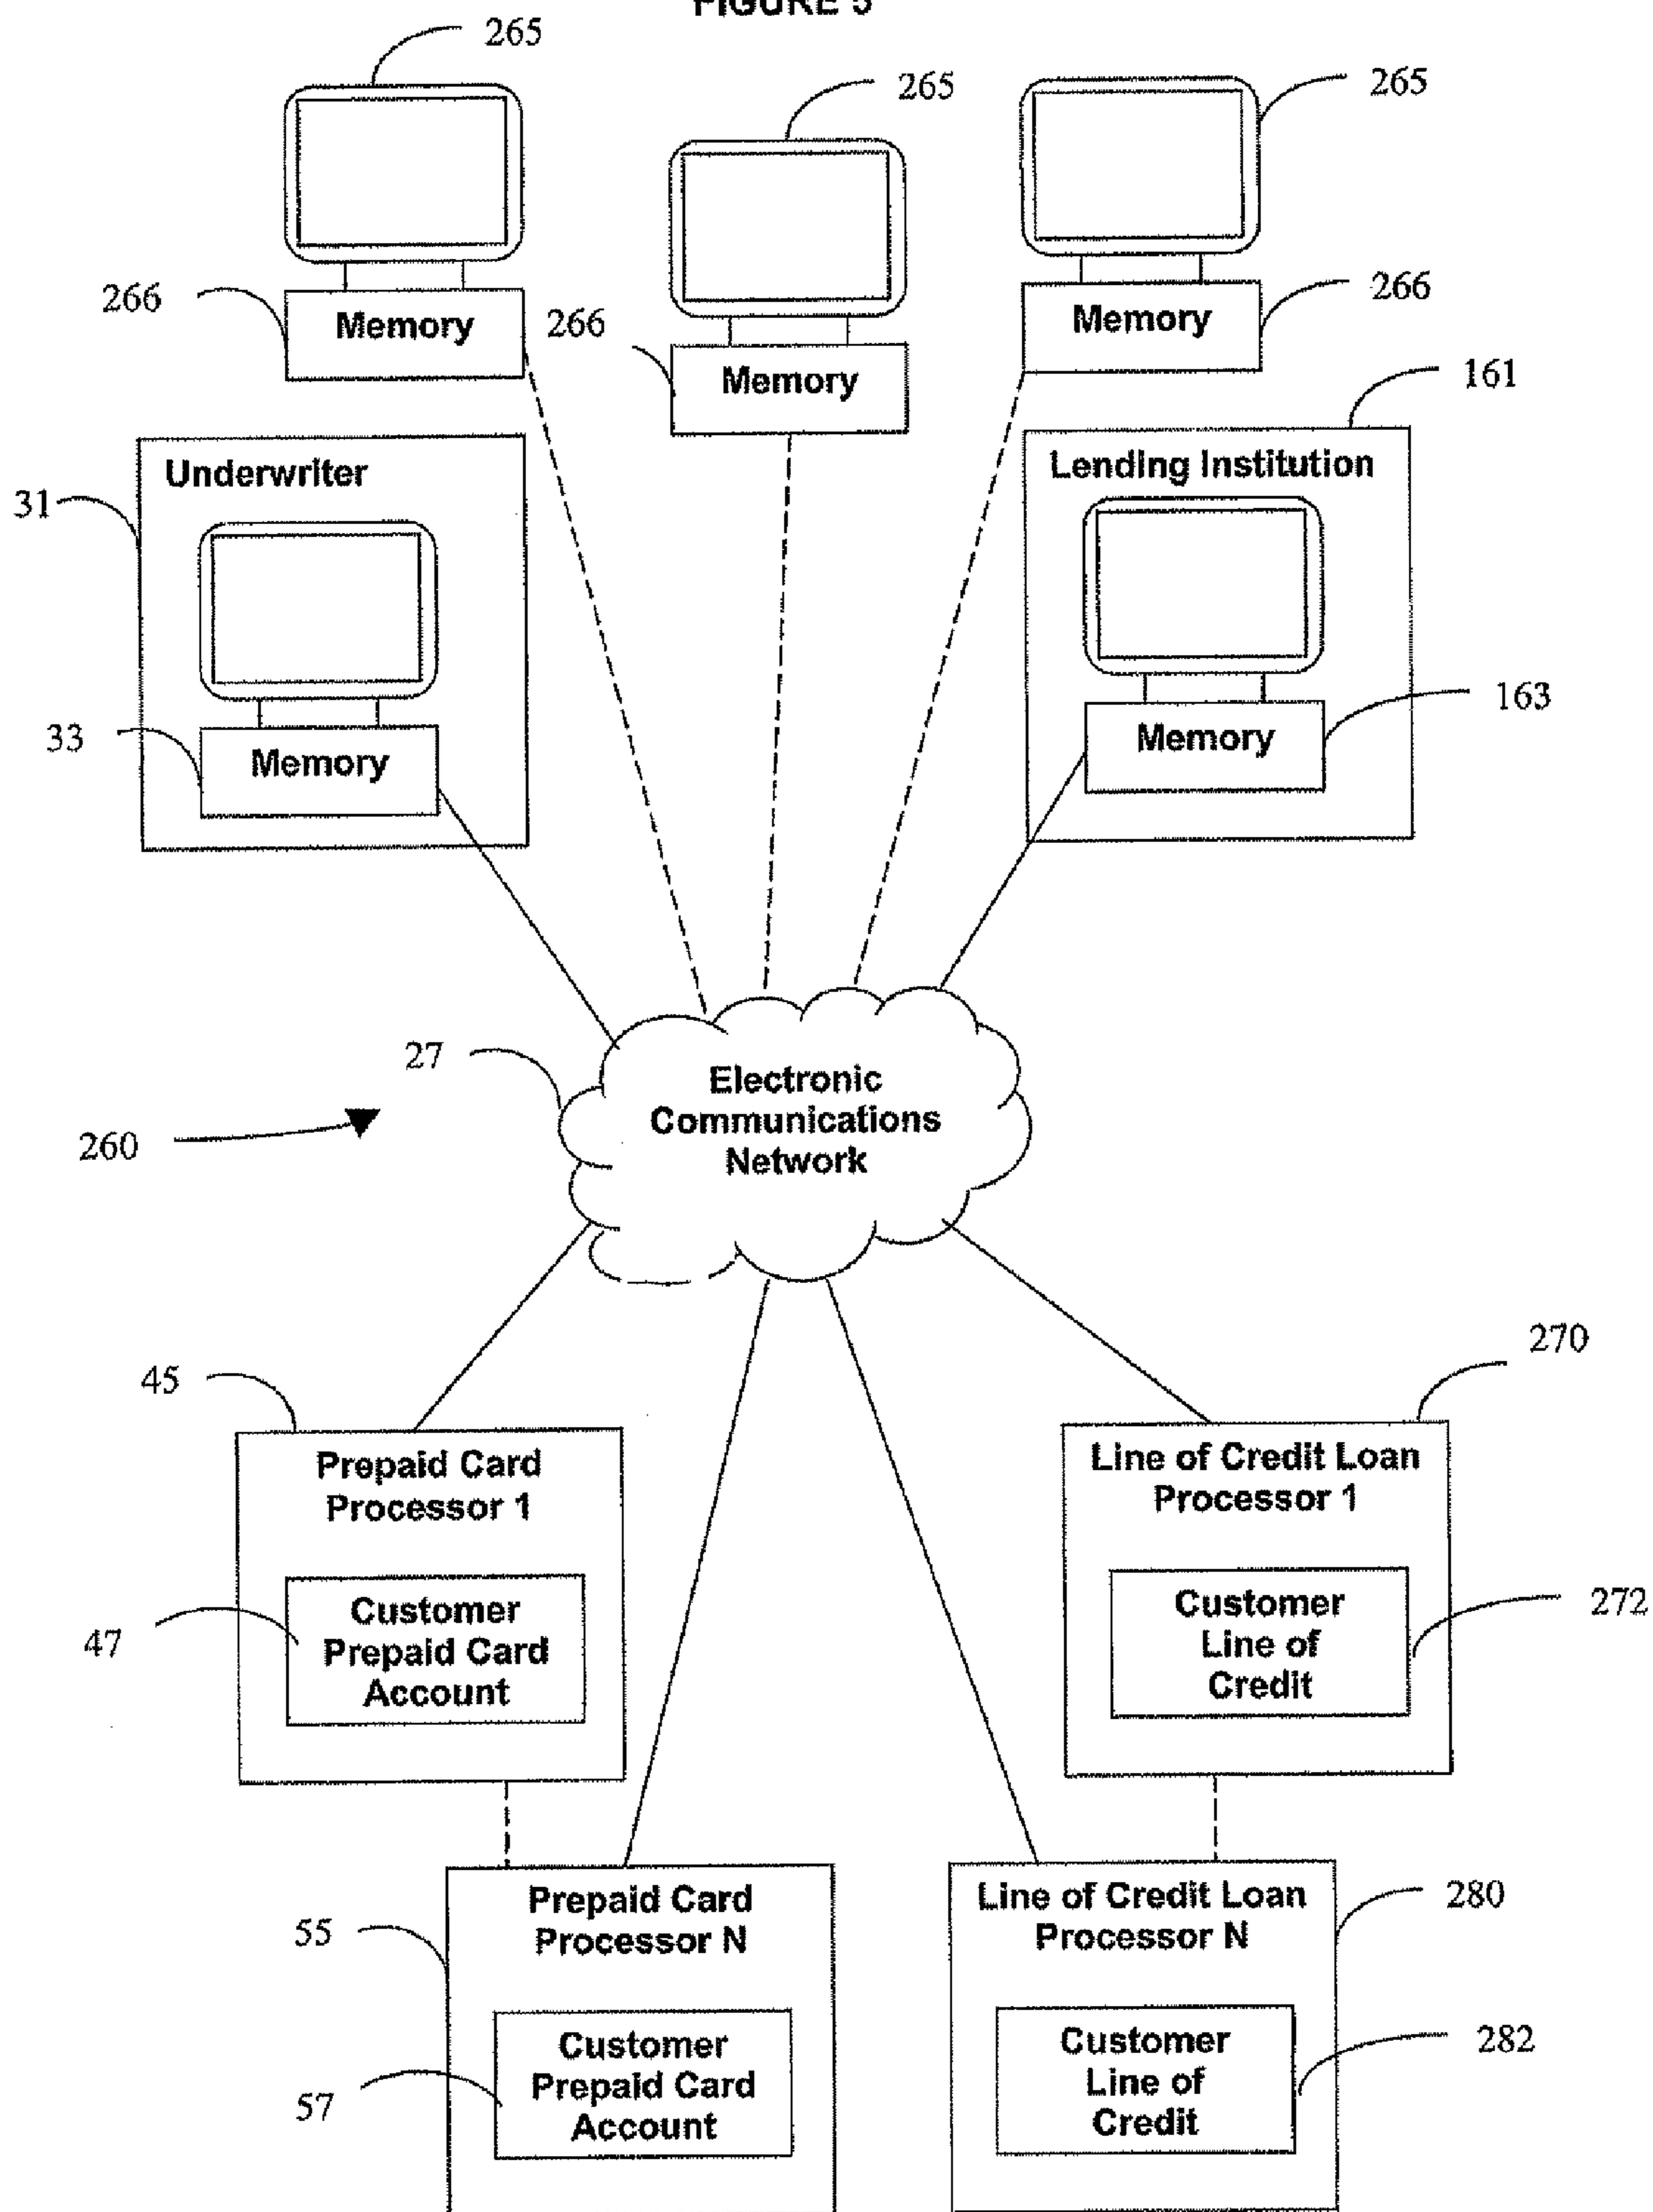 FIGURE 5
265
265
265
266
Memory
266
Memory
Memory
266
161
Underwriter
31
Lending Institution
33
Memory
Memory
163
27
Electronic
Communications
Network
260
45
Prepaid Card
Processor 1
47
Customer
Prepaid Card
Account
270
Line of Credit Loan
Processor 1
Customer
Line of
Credit
272
55
Prepaid Card
Processor N
57
Customer
Prepaid Card
Account
Line of Credit Loan
Processor N
280
Customer
Line of
Credit
282